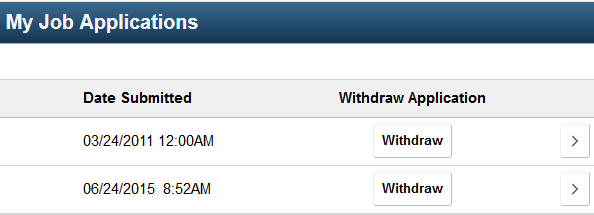 My Job Applications
Date Submitted Withdraw Application
03/24/2011 12:00AM Withdraw
06/24/2015 8:52AM Withdraw